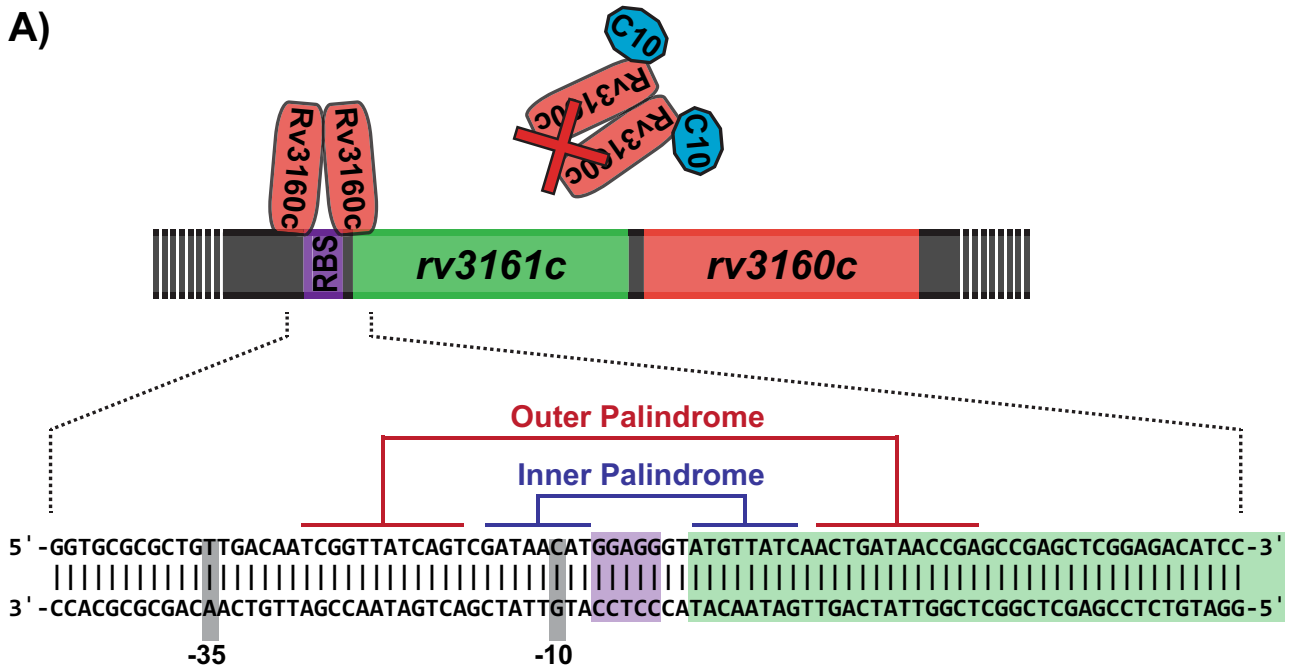 A)
C10
Rv3160c
C10
Rv3160c
Rv3160c
Rv3160c
RBS
rv3161c
rv3160c
Outer Palindrome
Inner Palindrome
5'-GGTGCGCGCTGTTGACAATCGGTTATCAGTCGATAACATGGAGGGTATGTTATCAACTGATAACCGAGCCGAGCTCGGAGACATCC-3'
3'-CCACGCGCGACAACTGTTAGCCAATAGTCAGCTATTGTACCTCCCATACAATAGTTGACTATTGGCTCGGCTCGAGCCTCTGTAGG-5'
-35
-10